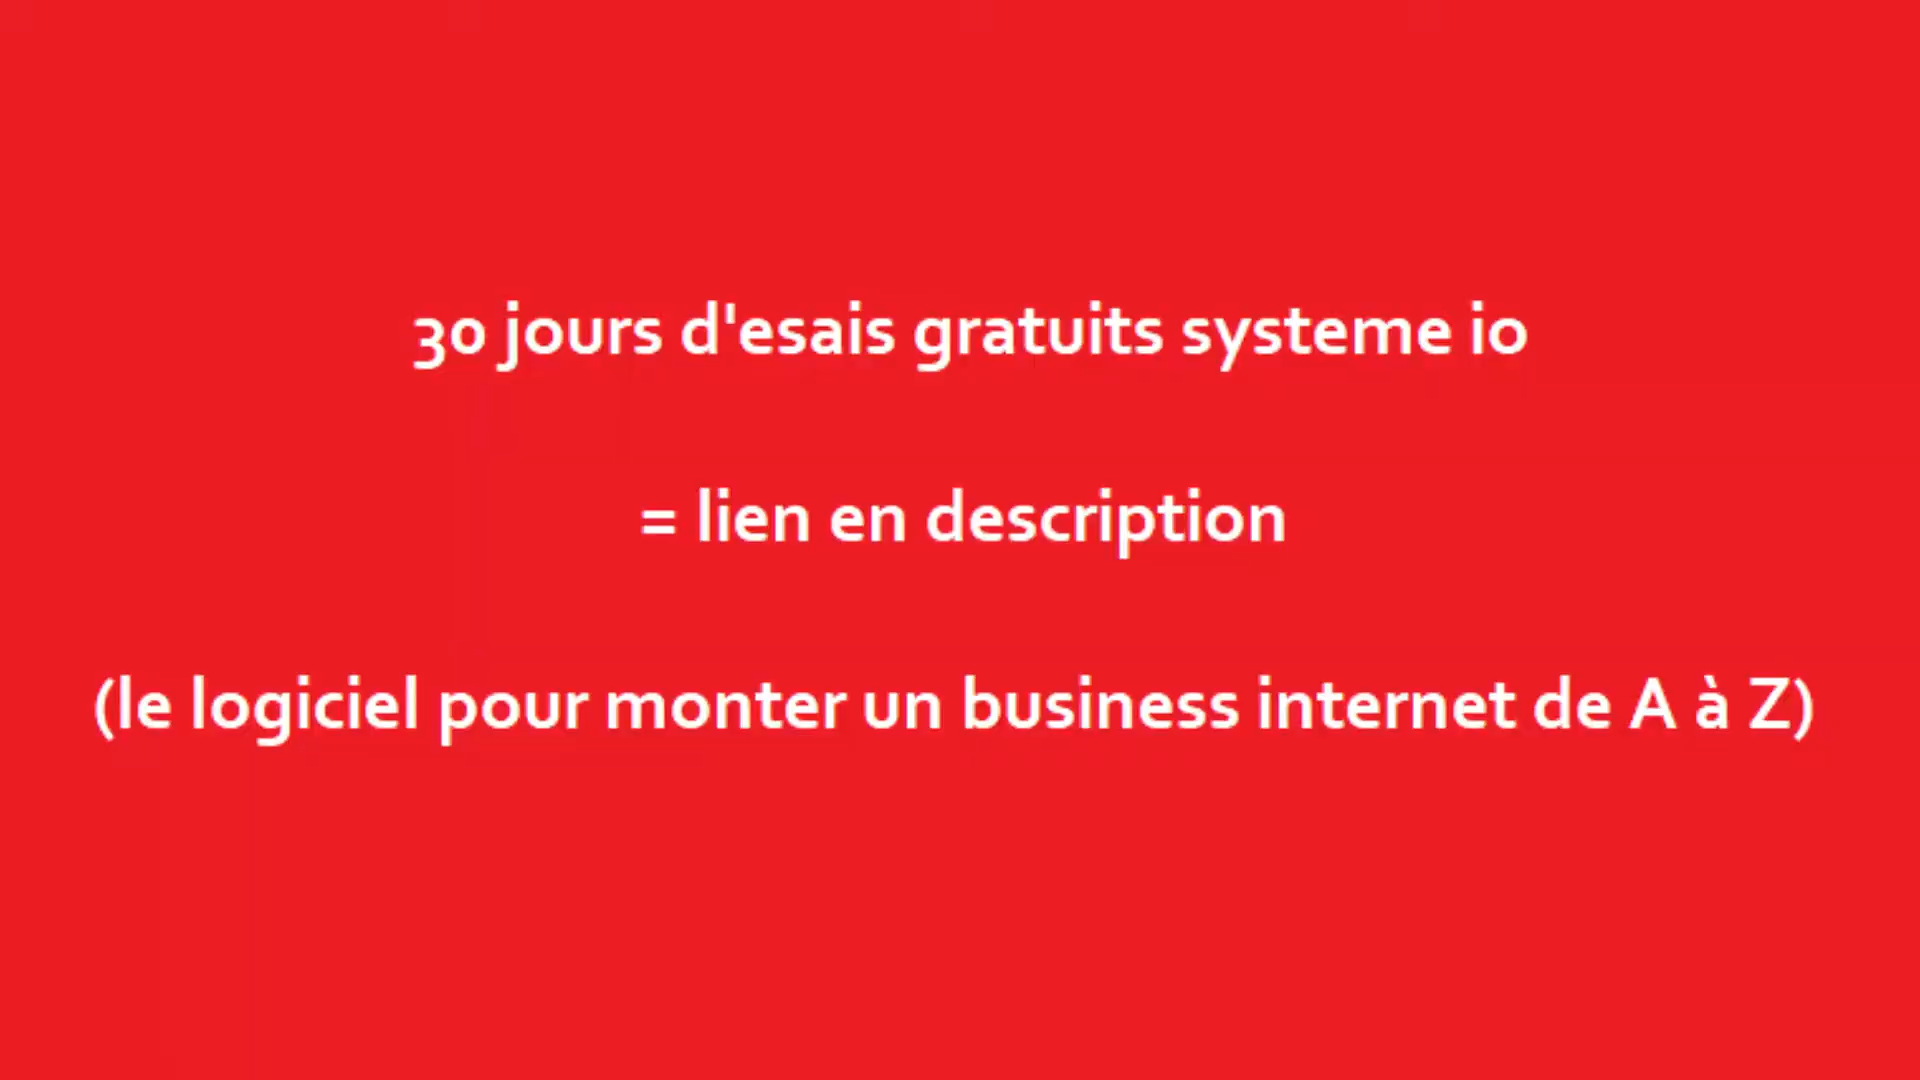 30 jours d'esais gratuits systeme io
= lien en description
(le logiciel pour monter un business internet de A à Z)